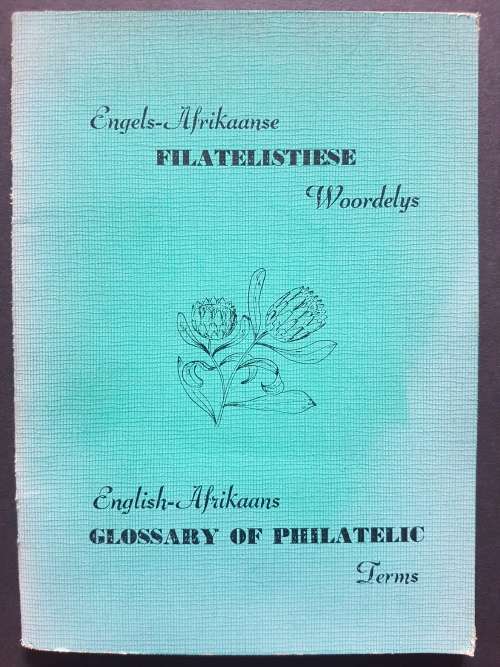 Engels-Afrikaanse
FILATELISTIESE
Woordelys
English-Afrikaans
GLOSSARY OF PHILATELIC
Terms